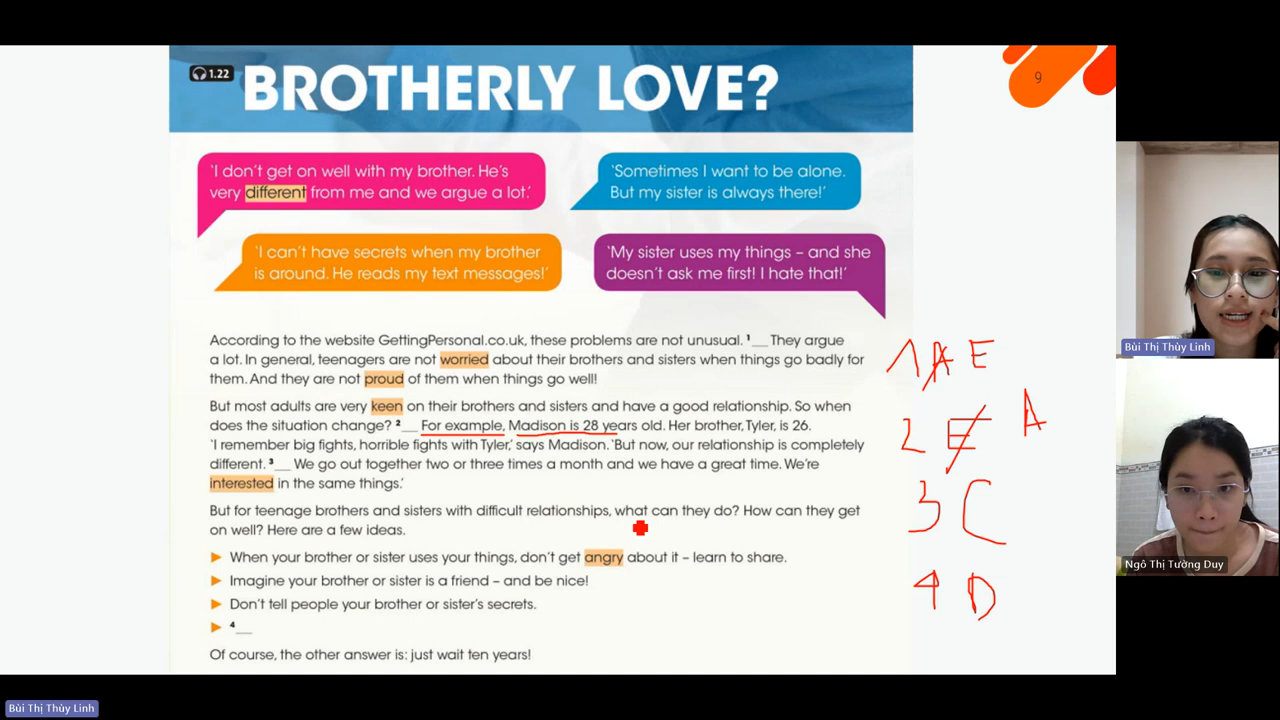 1.22
BROTHERLY LOVE?
9
'I don't get on well with my brother. He's
very different from me and we argue a lot.'
'Sometimes I want to be alone.
But my sister is always there!'
'I can't have secrets when my brother
is around. He reads my text messages!'
'My sister uses my things – and she
doesn't ask me first! I hate that!'
According to the website GettingPersonal.co.uk, these problems are not unusual. 1__ They argue
a lot. In general, teenagers are not worried about their brothers and sisters when things go badly for
them. And they are not proud of them when things go well!
But most adults are very keen on their brothers and sisters and have a good relationship. So when
does the situation change? 2__ For example, Madison is 28 years old. Her brother, Tyler, is 26.
'I remember big fights, horrible fights with Tyler,' says Madison. 'But now, our relationship is completely
different. 3__ We go out together two or three times a month and we have a great time. We're
interested in the same things.'
But for teenage brothers and sisters with difficult relationships, what can they do? How can they get
on well? Here are a few ideas.
► When your brother or sister uses your things, don't get angry about it – learn to share.
► Imagine your brother or sister is a friend – and be nice!
► Don't tell people your brother or sister's secrets.
► 4__
Of course, the other answer is: just wait ten years!
1 A E
2 E A
3 C
4 D
Bùi Thị Thùy Linh
Ngô Thị Tường Duy
Bùi Thị Thùy Linh